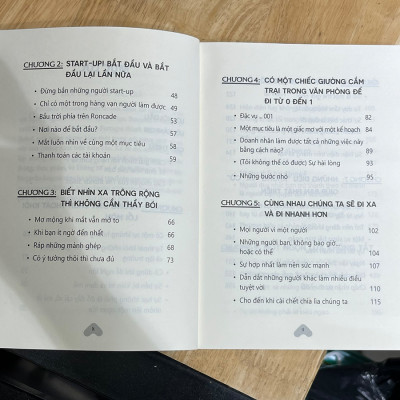 CHƯƠNG 2: START-UP! BẮT ĐẦU VÀ BẮT
ĐẦU LẠI LẦN NỮA
• Đừng bắn những người start-up 48
• Chỉ có một trong hàng vạn người làm được 49
• Bầu trời phía trên Roncade 53
• Nơi nào để bắt đầu? 57
• Mắt luôn nhìn về cùng một mục tiêu 58
• Thanh toán các tài khoản 59
CHƯƠNG 3: BIẾT NHÌN XA TRÔNG RỘNG
THÌ KHÔNG CẦN THẦY BÓI
• Mơ mộng khi mắt vẫn mở to 66
• Khi bạn ít ngờ đến nhất 66
• Ráp những mảnh ghép 68
• Có ý tưởng thôi thì chưa đủ 73
CHƯƠNG 4: CÓ MỘT CHIẾC GIƯỜNG CẮM
TRẠI TRONG VĂN PHÒNG ĐỂ
ĐI TỪ 0 ĐẾN 1
• Đặc vụ .. 001 82
• Một mục tiêu là một giấc mơ với một kế hoạch 84
• Doanh nhân làm được tất cả những việc này
bằng cách nào? 89
• (Tôi không thể có được) Sự hài lòng 93
• Những bước nhỏ 95
CHƯƠNG 5: CÙNG NHAU CHÚNG TA SẼ ĐI XA
VÀ ĐI NHANH HƠN
• Mọi người vì một người 102
• Những người bạn, không bao giờ...
hoặc có thể 104
• Sự hợp nhất làm nên sức mạnh 107
• Dẫn dắt những người khác làm nhiều điều
tuyệt vời 110
• Cho đến khi cái chết chia lìa chúng ta 115